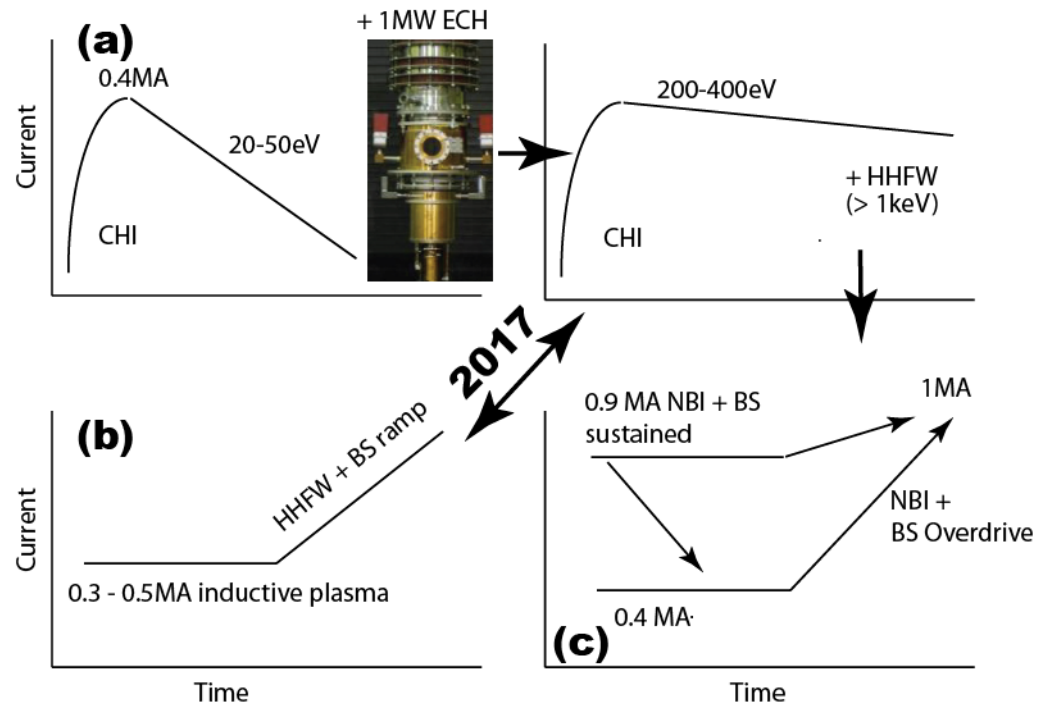 (a)
+ 1MW ECH
0.4MA
20-50eV
Current
CHI
200-400eV
+ HHFW
(> 1keV)
CHI
2017
(b)
HHFW + BS ramp
Current
0.3 - 0.5MA inductive plasma
Time
0.9 MA NBI + BS
sustained
1MA
NBI +
BS Overdrive
0.4 MA
(c)
Time